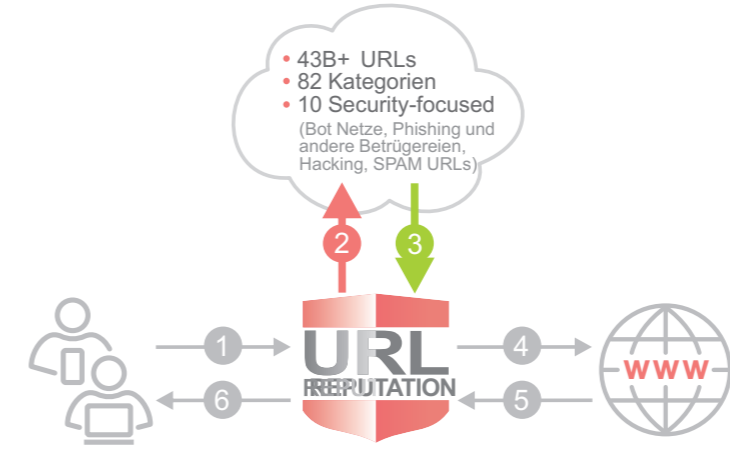 • 43B+ URLs
• 82 Kategorien
• 10 Security-focused
(Bot Netze, Phishing und
andere Betrügereien,
Hacking, SPAM URLs)
2
3
1
URL
4
WWW
REPUTATION
6
5